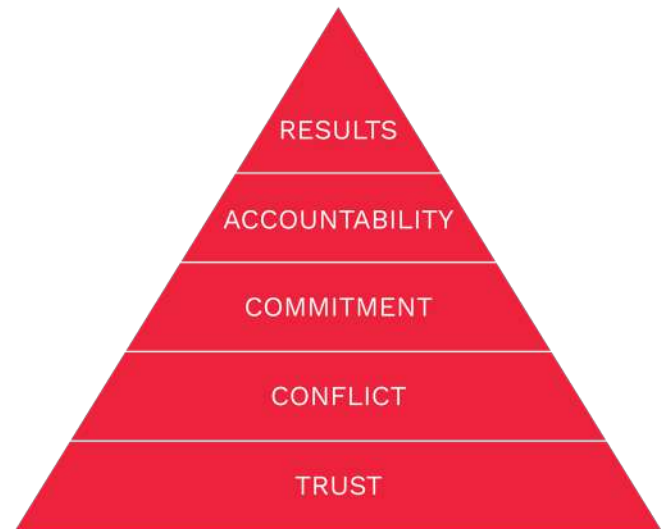 RESULTS
ACCOUNTABILITY
COMMITMENT
CONFLICT
TRUST